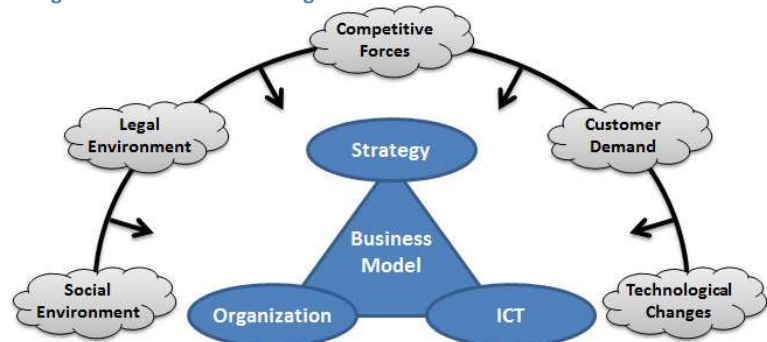 Competitive
Forces
Legal
Environment
Customer
Demand
Strategy
Business
Model
Social
Environment
Organization
ICT
Technological
Changes